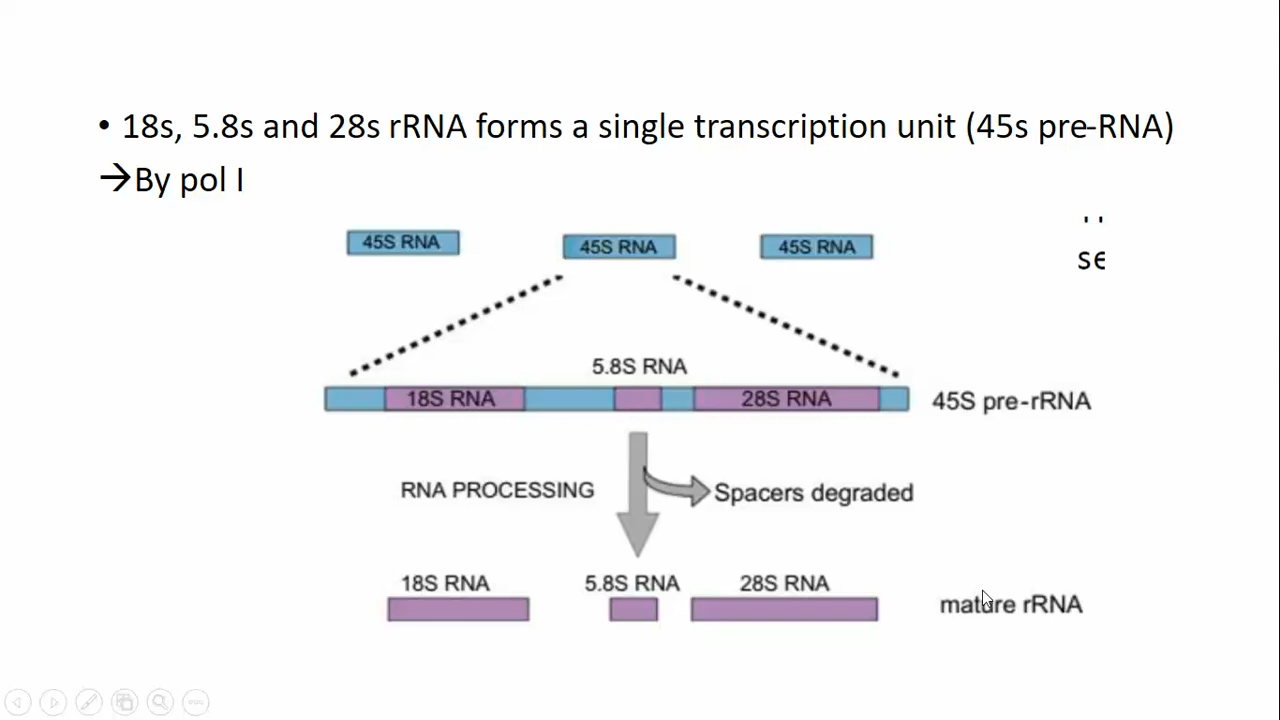 • 18s, 5.8s and 28s rRNA forms a single transcription unit (45s pre-RNA)
→By pol I
45S RNA 45S RNA 45S RNA
se
5.8S RNA
18S RNA 28S RNA 45S pre-rRNA
RNA PROCESSING Spacers degraded
18S RNA 5.8S RNA 28S RNA
mature rRNA